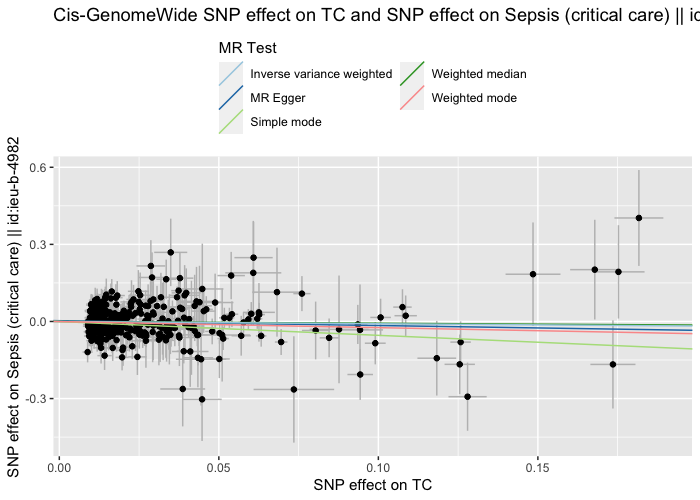 Cis-GenomeWide SNP effect on TC and SNP effect on Sepsis (critical care) || id
MR Test
Inverse variance weighted
Weighted median
MR Egger
Weighted mode
Simple mode
SNP effect on Sepsis (critical care) || id:ieu-b-4982
0.6
0.3
0.0
-0.3
0.00
0.05
0.10
0.15
SNP effect on TC